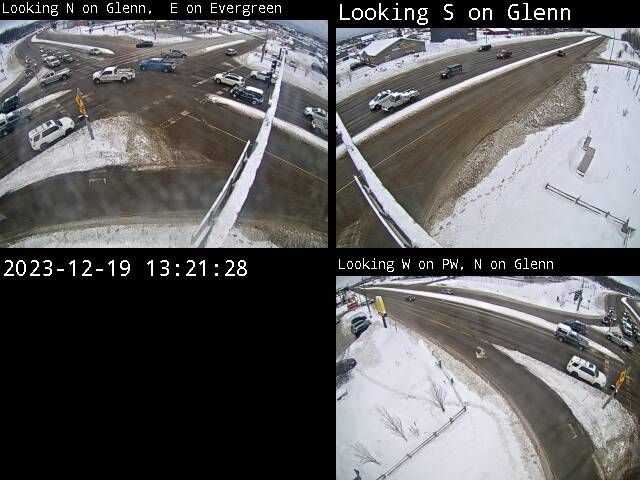 Looking N on Glenn, E on Evergreen
Looking S on Glenn
2023-12-19 13:21:28
Looking W on PW, N on Glenn